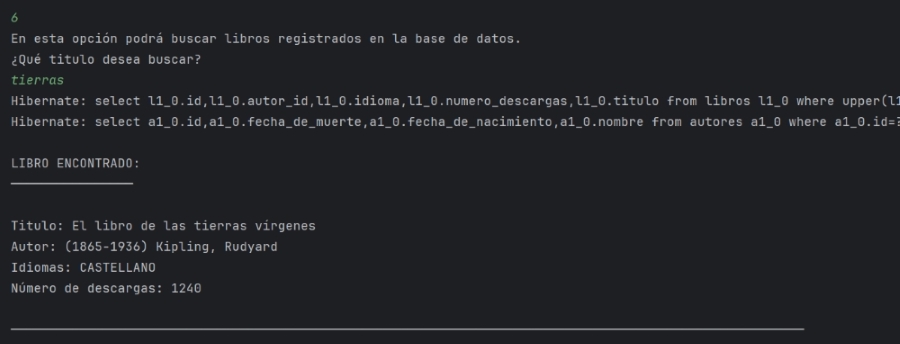 6
En esta opción podrá buscar libros registrados en la base de datos.
¿Qué titulo desea buscar?
tierras
Hibernate: select l1_0.id,l1_0.autor_id,l1_0.idioma,l1_0.numero_descargas,l1_0.titulo from libros l1_0 where upper(l1
Hibernate: select a1_0.id,a1_0.fecha_de_muerte,a1_0.fecha_de_nacimiento,a1_0.nombre from autores a1_0 where a1_0.id=?
LIBRO ENCONTRADO:
Titulo: El libro de las tierras vírgenes
Autor: (1865-1936) Kipling, Rudyard
Idiomas: CASTELLANO
Número de descargas: 1240